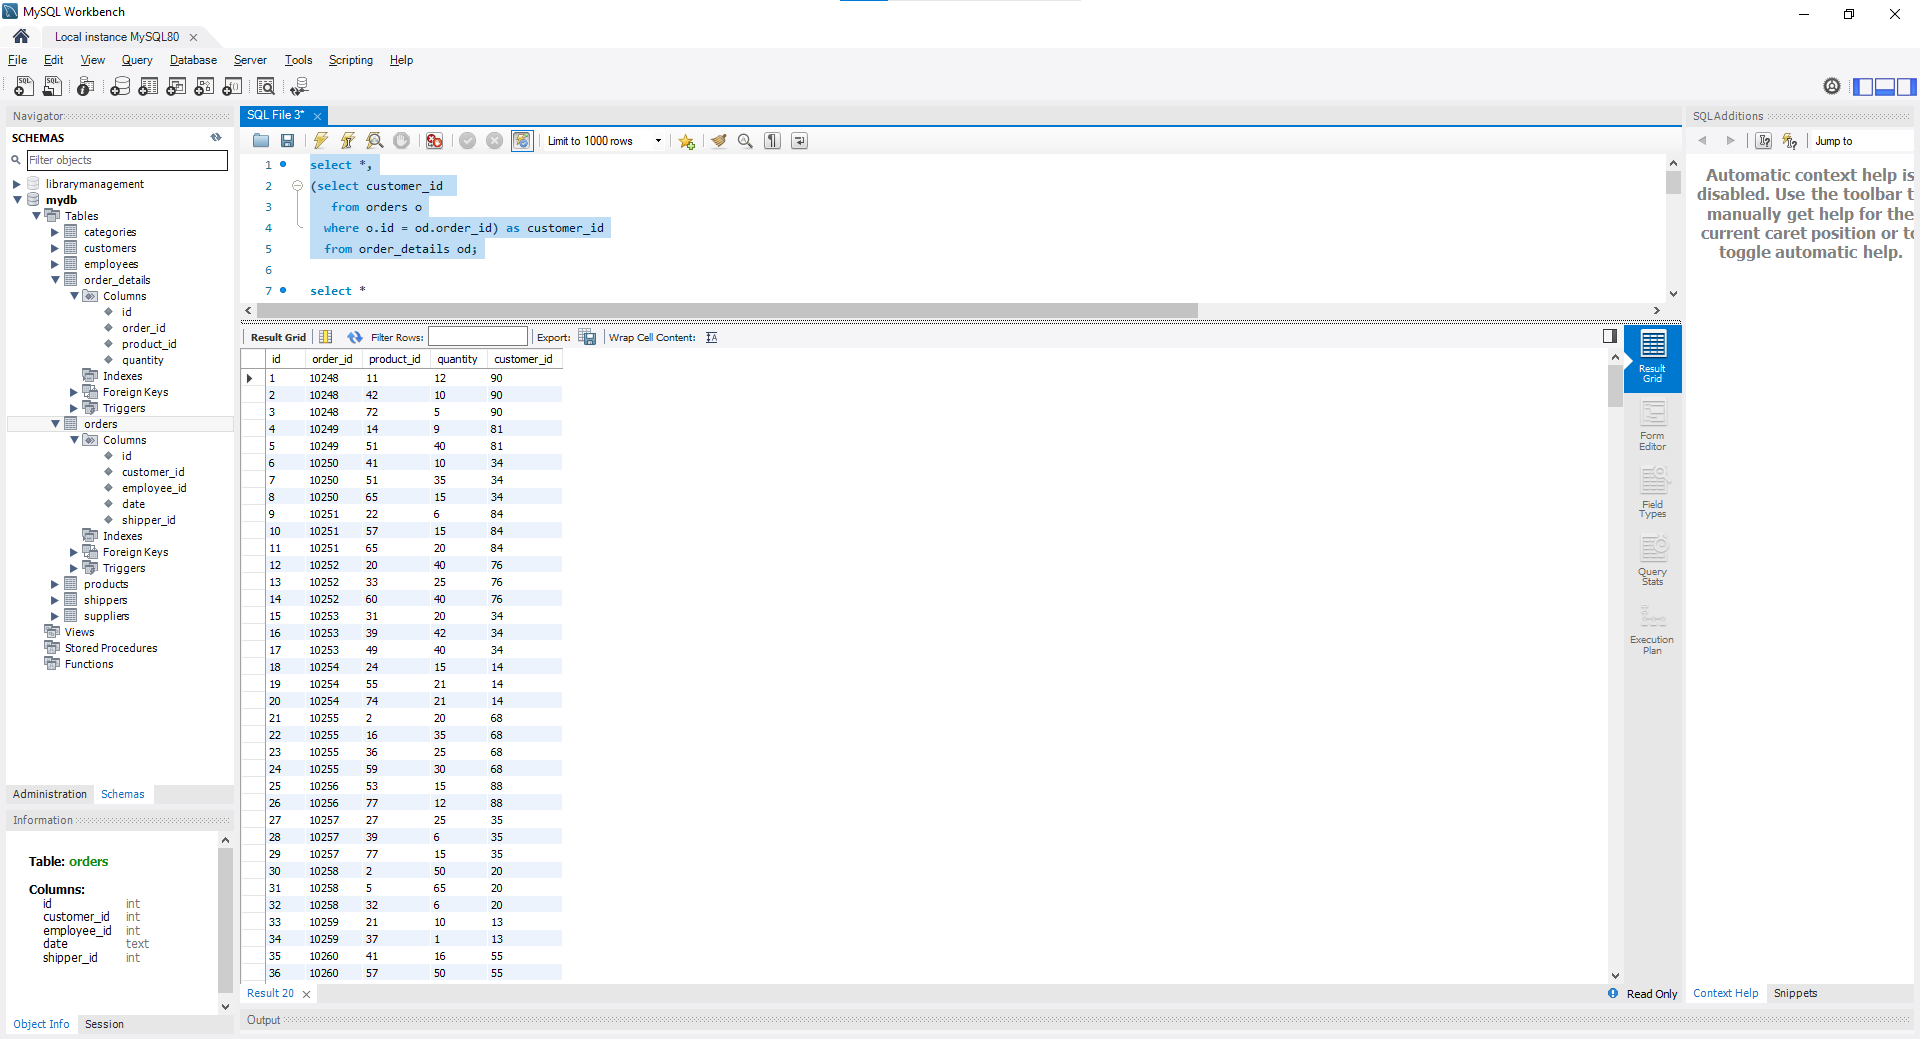 MySQL Workbench
Local instance MySQL80
File Edit View Query Database Server Tools Scripting Help
Navigator
SCHEMAS
Filter objects
librarymanagement
mydb
Tables
categories
customers
employees
order_details
Columns
id
order_id
product_id
quantity
Indexes
Foreign Keys
Triggers
orders
Columns
id
customer_id
employee_id
date
shipper_id
Indexes
Foreign Keys
Triggers
products
shippers
suppliers
Views
Stored Procedures
Functions
Administration Schemas
Information
Table: orders
Columns:
id int
customer_id int
employee_id int
date text
shipper_id int
Object Info Session
SQL File 3*
Limit to 1000 rows
1 select *,
2 (select customer_id
3 from orders o
4 where o.id = od.order_id) as customer_id
5 from order_details od;
6
7 select *
Result Grid Filter Rows: Export: Wrap Cell Content:
id order_id product_id quantity customer_id
1 10248 11 12 90
2 10248 42 10 90
3 10248 72 5 90
4 10249 14 9 81
5 10249 51 40 81
6 10250 41 10 34
7 10250 51 35 34
8 10250 65 15 34
9 10251 22 6 84
10 10251 57 15 84
11 10251 65 20 84
12 10252 20 40 76
13 10252 33 25 76
14 10252 60 40 76
15 10253 31 20 34
16 10253 39 42 34
17 10253 49 40 34
18 10254 24 15 14
19 10254 55 21 14
20 10254 74 21 14
21 10255 2 20 68
22 10255 16 35 68
23 10255 36 25 68
24 10255 59 30 68
25 10256 53 15 88
26 10256 77 12 88
27 10257 27 25 35
28 10257 39 6 35
29 10257 77 15 35
30 10258 2 50 20
31 10258 5 65 20
32 10258 32 6 20
33 10259 21 10 13
34 10259 37 1 13
35 10260 41 16 55
36 10260 57 50 55
Result 20
Read Only
Output
Result
Grid
Form
Editor
Field
Types
Query
Stats
Execution
Plan
SQLAdditions
Jump to
Automatic context help is
disabled. Use the toolbar t
manually get help for the
current caret position or to
toggle automatic help.
Context Help Snippets